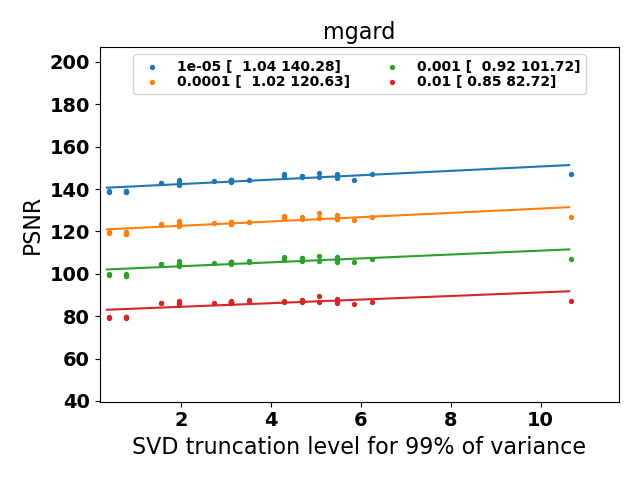 mgard
1e-05 [ 1.04 140.28]
0.0001 [ 1.02 120.63]
0.001 [ 0.92 101.72]
0.01 [ 0.85 82.72]
PSNR
200
180
160
140
120
100
80
60
40
2 4 6 8 10
SVD truncation level for 99% of variance